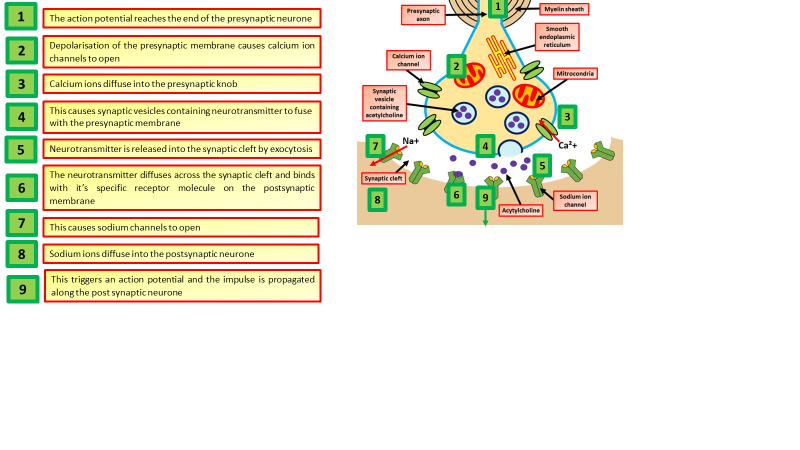 1
The action potential reaches the end of the presynaptic neurone
2
Depolarisation of the presynaptic membrane causes calcium ion
channels to open
3
Calcium ions diffuse into the presynaptic knob
4
This causes synaptic vesicles containing neurotransmitter to fuse
with the presynaptic membrane
5
Neurotransmitter is released into the synaptic cleft by exocytosis
6
The neurotransmitter diffuses across the synaptic cleft and binds
with it's specific receptor molecule on the postsynaptic
membrane
7
This causes sodium channels to open
8
Sodium ions diffuse into the postsynaptic neurone
9
This triggers an action potential and the impulse is propagated
along the post synaptic neurone
Presynaptic
axon
1
Myelin sheath
Smooth
endoplasmic
reticulum
Calcium ion
channel
2
Mitrocondria
Synaptic
vesicle
containing
acetylcholine
3
Ca²+
7
Na+
4
5
Synaptic cleft
8
6
9
Acytylcholine
Sodium ion
channel